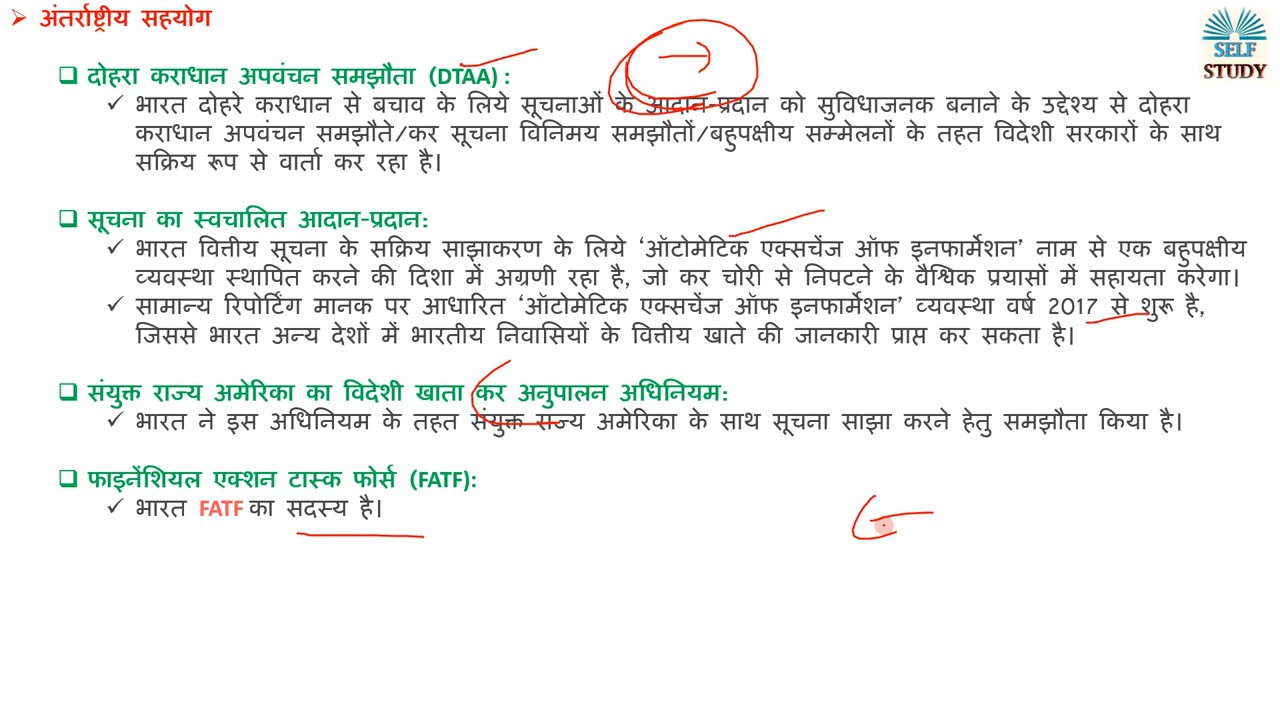 ➢ अंतर्राष्ट्रीय सहयोग
SELF
STUDY
❑ दोहरा कराधान अपवंचन समझौता (DTAA) :
✓ भारत दोहरे कराधान से बचाव के लिये सूचनाओं के आदान-प्रदान को सुविधाजनक बनाने के उद्देश्य से दोहरा
कराधान अपवंचन समझौते/कर सूचना विनिमय समझौतों/बहुपक्षीय सम्मेलनों के तहत विदेशी सरकारों के साथ
सक्रिय रूप से वार्ता कर रहा है।
❑ सूचना का स्वचालित आदान-प्रदान:
✓ भारत वित्तीय सूचना के सक्रिय साझाकरण के लिये ‘ऑटोमेटिक एक्सचेंज ऑफ इनफार्मेशन’ नाम से एक बहुपक्षीय
व्यवस्था स्थापित करने की दिशा में अग्रणी रहा है, जो कर चोरी से निपटने के वैश्विक प्रयासों में सहायता करेगा।
✓ सामान्य रिपोर्टिंग मानक पर आधारित ‘ऑटोमेटिक एक्सचेंज ऑफ इनफार्मेशन’ व्यवस्था वर्ष 2017 से शुरू है,
जिससे भारत अन्य देशों में भारतीय निवासियों के वित्तीय खाते की जानकारी प्राप्त कर सकता है।
❑ संयुक्त राज्य अमेरिका का विदेशी खाता कर अनुपालन अधिनियम:
✓ भारत ने इस अधिनियम के तहत संयुक्त राज्य अमेरिका के साथ सूचना साझा करने हेतु समझौता किया है।
❑ फाइनेंशियल एक्शन टास्क फोर्स (FATF):
✓ भारत FATF का सदस्य है।